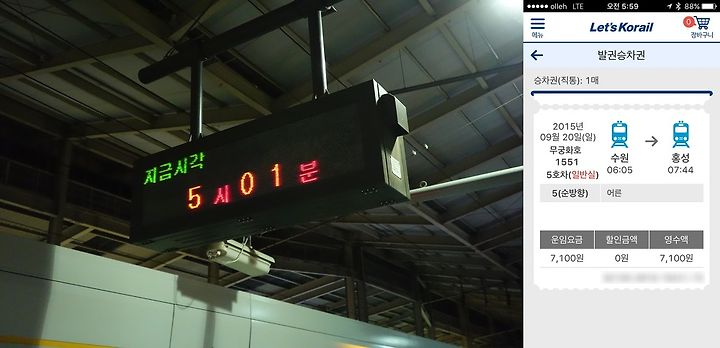 지금시각
5 시 01 분
olleh LTE 오전 5:59 88%
메뉴
Let's Korail
0
장바구니
발권승차권
승차권(직통): 1매
2015년
09월 20일(일)
무궁화호
1551
5호차(일반실)
수원
06:05
홍성
07:44
5(순방향) 어른
운임요금 할인금액 영수액
7,100원 0원 7,100원